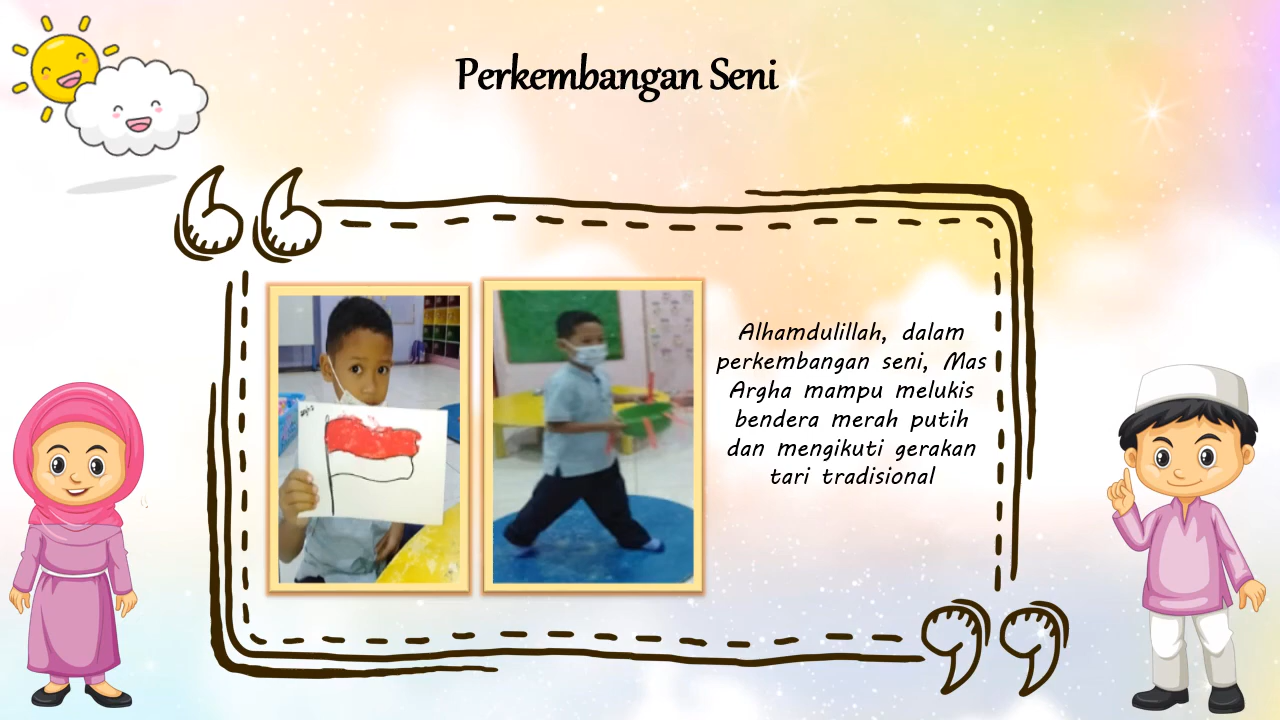 Perkembangan Seni
Alhamdulillah, dalam
perkembangan seni, Mas
Argha mampu melukis
bendera merah putih
dan mengikuti gerakan
tari tradisional